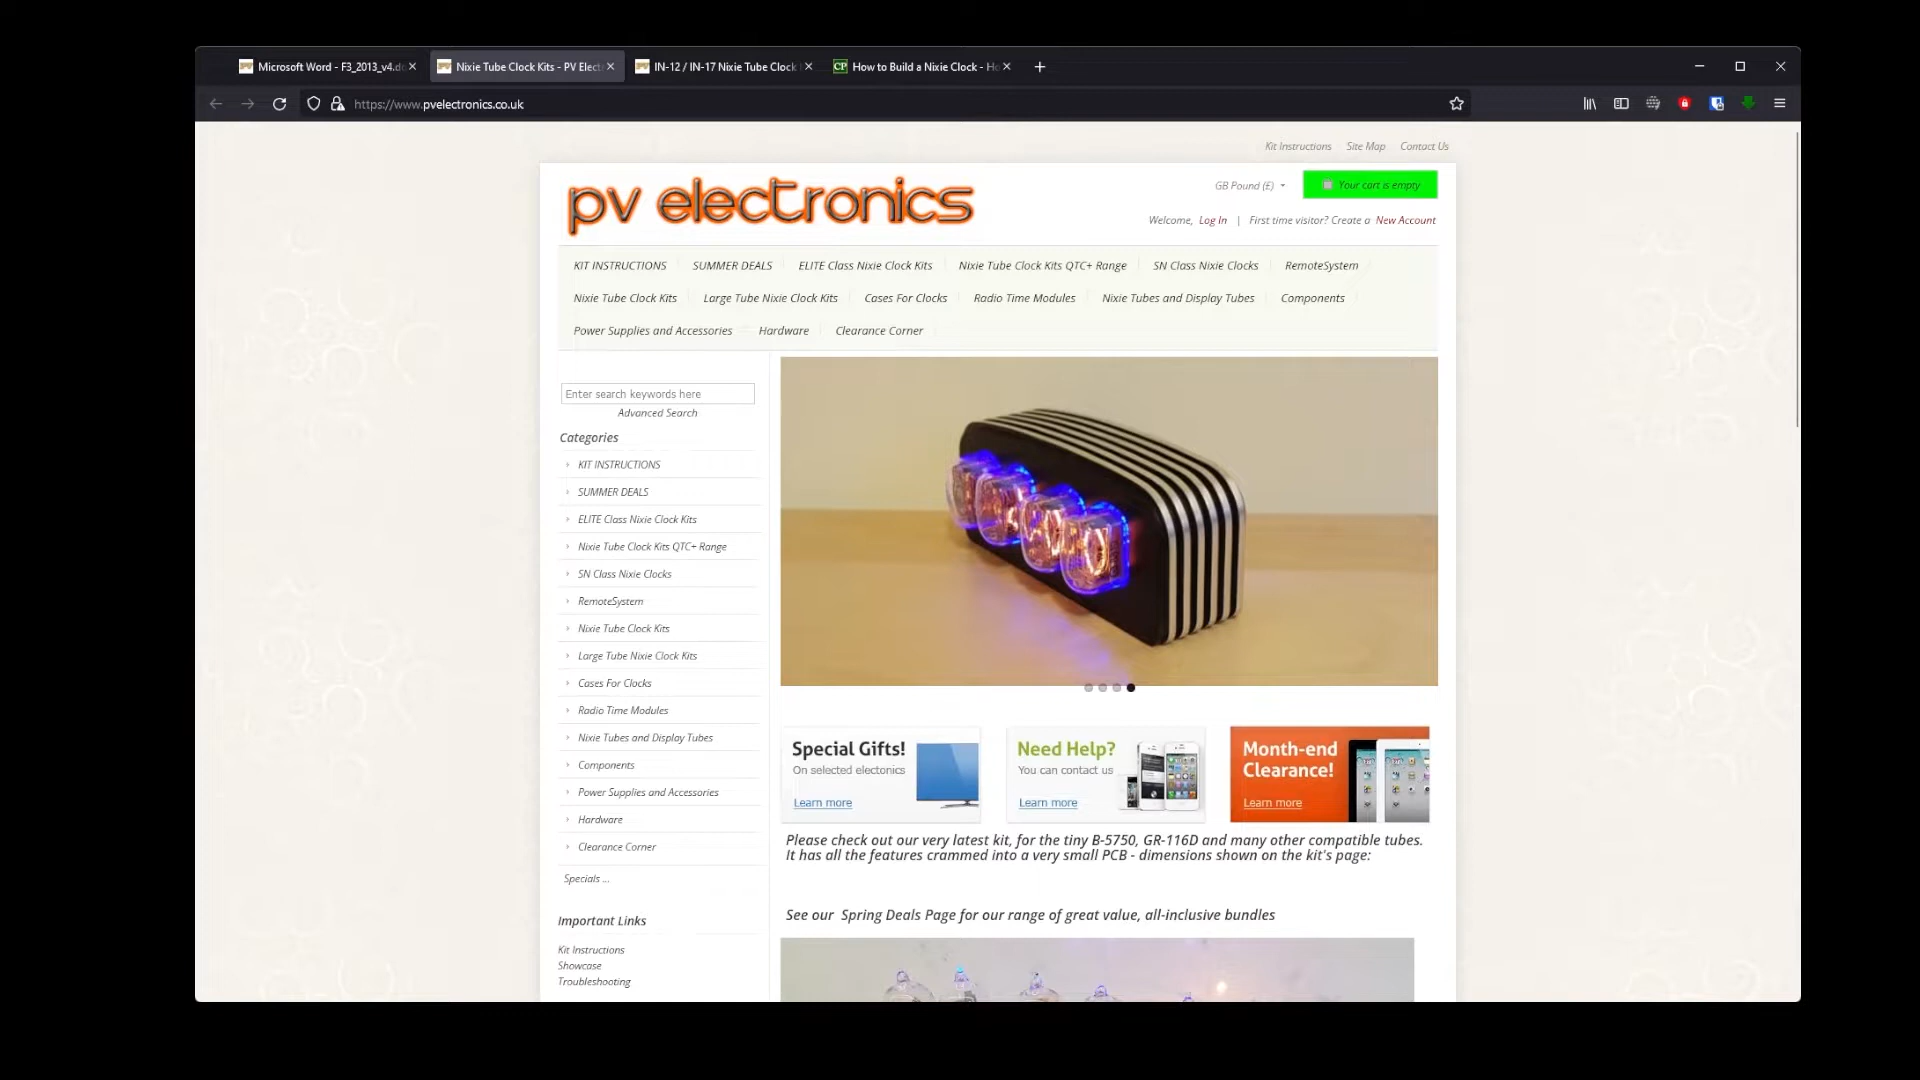 Microsoft Word - F3_2013_v4.d
Nixie Tube Clock Kits - PV Elect
IN-12 / IN-17 Nixie Tube Clock
CP How to Build a Nixie Clock - Ho
https://www.pvelectronics.co.uk
Kit Instructions Site Map Contact Us
pv electronics
GB Pound (£)
Your cart is empty
Welcome, Log In | First time visitor? Create a New Account
KIT INSTRUCTIONS SUMMER DEALS ELITE Class Nixie Clock Kits Nixie Tube Clock Kits QTC+ Range SN Class Nixie Clocks RemoteSystem
Nixie Tube Clock Kits Large Tube Nixie Clock Kits Cases For Clocks Radio Time Modules Nixie Tubes and Display Tubes Components
Power Supplies and Accessories Hardware Clearance Corner
Enter search keywords here
Advanced Search
Categories
KIT INSTRUCTIONS
SUMMER DEALS
ELITE Class Nixie Clock Kits
Nixie Tube Clock Kits QTC+ Range
SN Class Nixie Clocks
RemoteSystem
Nixie Tube Clock Kits
Large Tube Nixie Clock Kits
Cases For Clocks
Radio Time Modules
Nixie Tubes and Display Tubes
Components
Power Supplies and Accessories
Hardware
Clearance Corner
Specials ...
Important Links
Kit Instructions
Showcase
Troubleshooting
Special Gifts!
On selected electonics
Learn more
Need Help?
You can contact us
Learn more
Month-end
Clearance!
Learn more
Please check out our very latest kit, for the tiny B-5750, GR-116D and many other compatible tubes.
It has all the features crammed into a very small PCB - dimensions shown on the kit's page:
See our Spring Deals Page for our range of great value, all-inclusive bundles